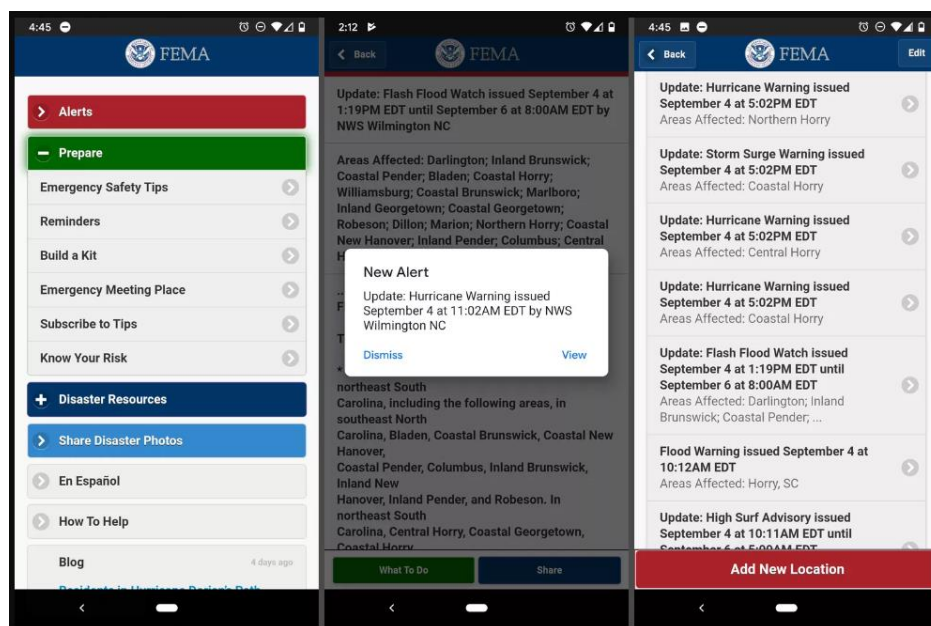 4:45
FEMA
Alerts
Prepare
Emergency Safety Tips
Reminders
Build a Kit
Emergency Meeting Place
Subscribe to Tips
Know Your Risk
Disaster Resources
Share Disaster Photos
En Español
How To Help
Blog 4 days ago
Residents in Hurricane Dorian's Path
2:12
Back FEMA
Update: Flash Flood Watch issued September 4 at
1:19PM EDT until September 6 at 8:00AM EDT by
NWS Wilmington NC
Areas Affected: Darlington; Inland Brunswick;
Coastal Pender; Bladen; Coastal Horry;
Williamsburg; Coastal Brunswick; Marlboro;
Inland Georgetown; Coastal Georgetown;
Robeson; Dillon; Marion; Northern Horry; Coastal
New Hanover; Inland Pender; Columbus; Central
New Alert
Update: Hurricane Warning issued
September 4 at 11:02AM EDT by NWS
Wilmington NC
Dismiss View
northeast South
Carolina, including the following areas, in
southeast North
Carolina, Bladen, Coastal Brunswick, Coastal New
Hanover,
Coastal Pender, Columbus, Inland Brunswick,
Inland New
Hanover, Inland Pender, and Robeson. In
northeast South
Carolina, Central Horry, Coastal Georgetown,
Coastal Horry
What To Do Share
4:45
Back FEMA Edit
Update: Hurricane Warning issued
September 4 at 5:02PM EDT
Areas Affected: Northern Horry
Update: Storm Surge Warning issued
September 4 at 5:02PM EDT
Areas Affected: Coastal Horry
Update: Hurricane Warning issued
September 4 at 5:02PM EDT
Areas Affected: Central Horry
Update: Hurricane Warning issued
September 4 at 5:02PM EDT
Areas Affected: Coastal Horry
Update: Flash Flood Watch issued
September 4 at 1:19PM EDT until
September 6 at 8:00AM EDT
Areas Affected: Darlington; Inland
Brunswick; Coastal Pender; ...
Flood Warning issued September 4 at
10:12AM EDT
Areas Affected: Horry, SC
Update: High Surf Advisory issued
September 4 at 10:11AM EDT until
September 6 at 5:00AM EDT
Add New Location